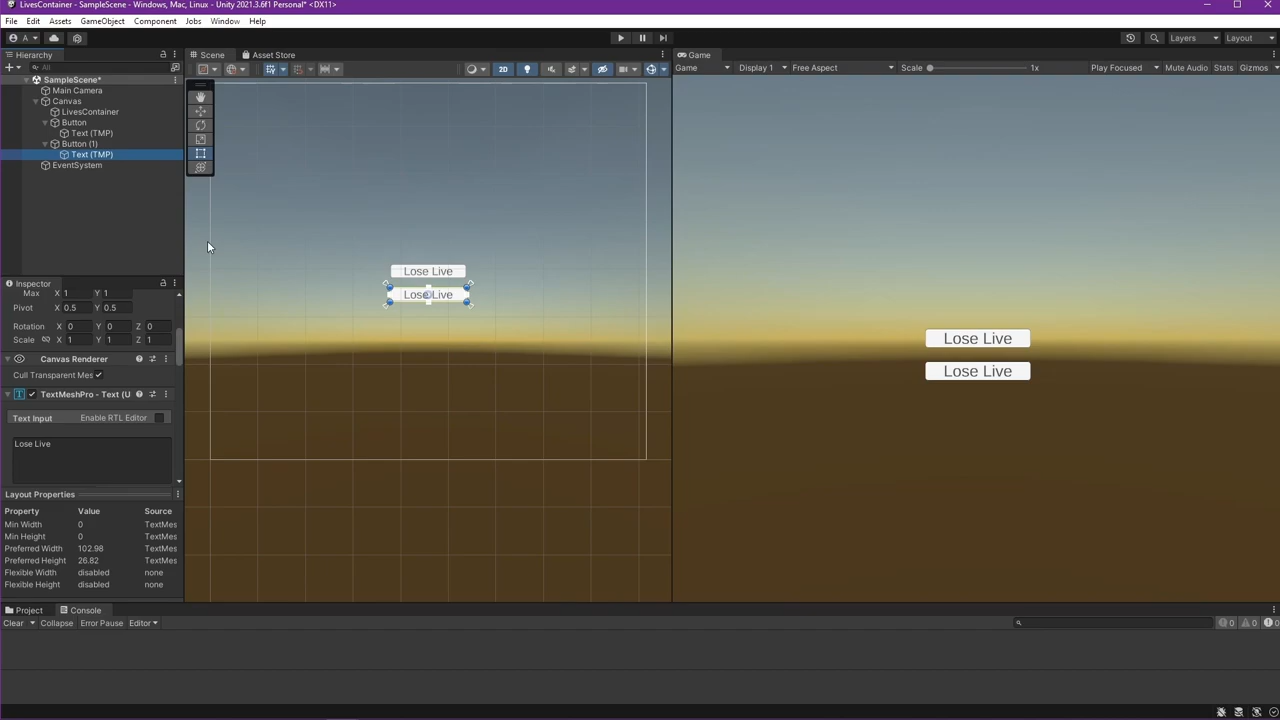 LivesContainer - SampleScene - Windows, Mac, Linux - Unity 2021.3.6f1 Personal* <DX11>
File Edit Assets GameObject Component Jobs Window Help
A
Layers Layout
Hierarchy
All
SampleScene*
Main Camera
Canvas
LivesContainer
Button
Text (TMP)
Button (1)
Text (TMP)
EventSystem
Scene Asset Store
2D
Lose Live
Lose Live
Game
Game Display 1 Free Aspect Scale 1x Play Focused Mute Audio Stats Gizmos
Lose Live
Lose Live
Inspector
Max X 1 Y 1
Pivot X 0.5 Y 0.5
Rotation X 0 Y 0 Z 0
Scale X 1 Y 1 Z 1
Canvas Renderer
Cull Transparent Mes
TextMeshPro - Text (U
Text Input Enable RTL Editor
Lose Live
Layout Properties
Property Value Source
Min Width 0 TextMes
Min Height 0 TextMes
Preferred Width 102.98 TextMes
Preferred Height 26.82 TextMes
Flexible Width disabled none
Flexible Height disabled none
Project Console
Clear Collapse Error Pause Editor
0 0 0